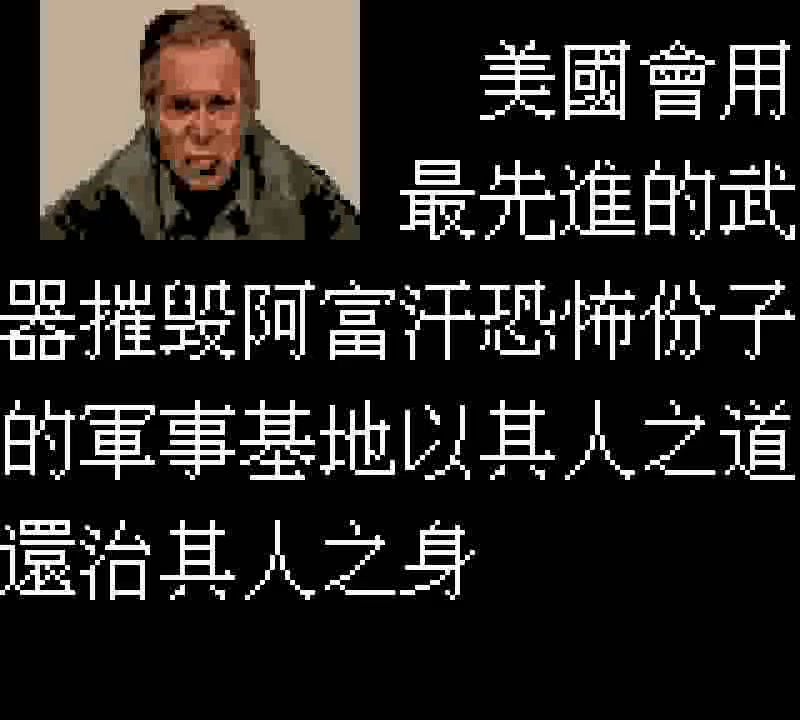 美國會用
最先進的武
器摧毀阿富汗恐怖份子
的軍事基地以其人之道
還治其人之身